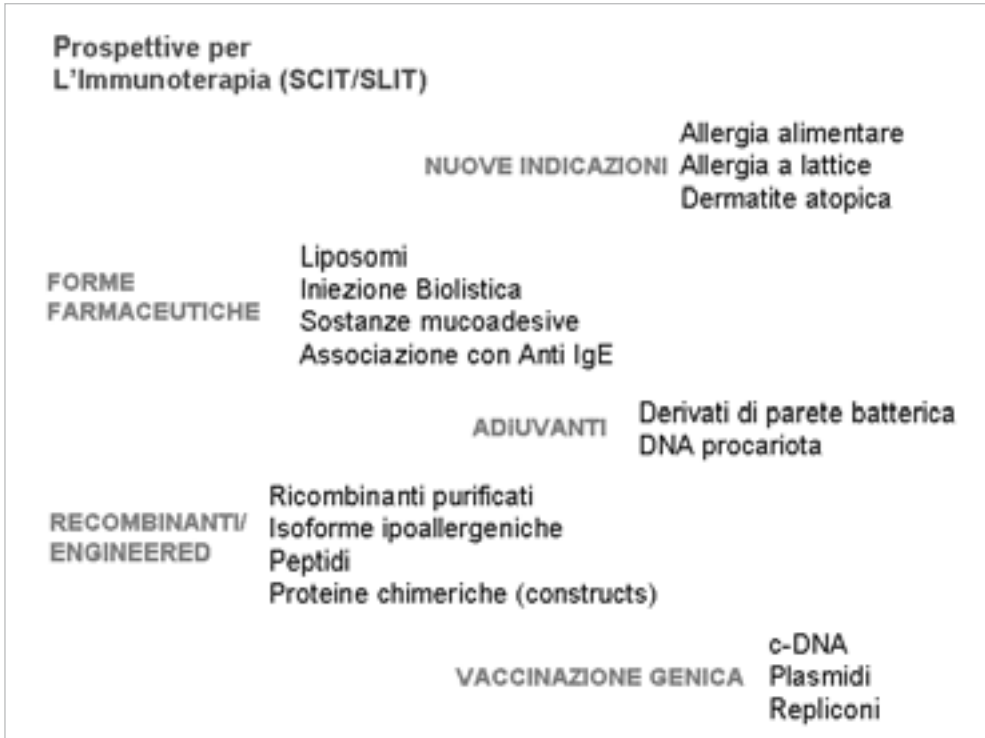 Prospettive per
L'Immunoterapia (SCIT/SLIT)
Allergia alimentare
NUOVE INDICAZIONI Allergia a lattice
Dermatite atopica
Liposomi
FORME Iniezione Biolistica
FARMACEUTICHE Sostanze mucoadesive
Associazione con Anti IgE
Derivati di parete batterica
ADiUVANTI
DNA procariota
Ricombinanti purificati
RECOMBINANTI/ Isoforme ipoallergeniche
ENGINEERED Peptidi
Proteine chimeriche (constructs)
c-DNA
VACCINAZIONE GENICA Plasmidi
Repliconi